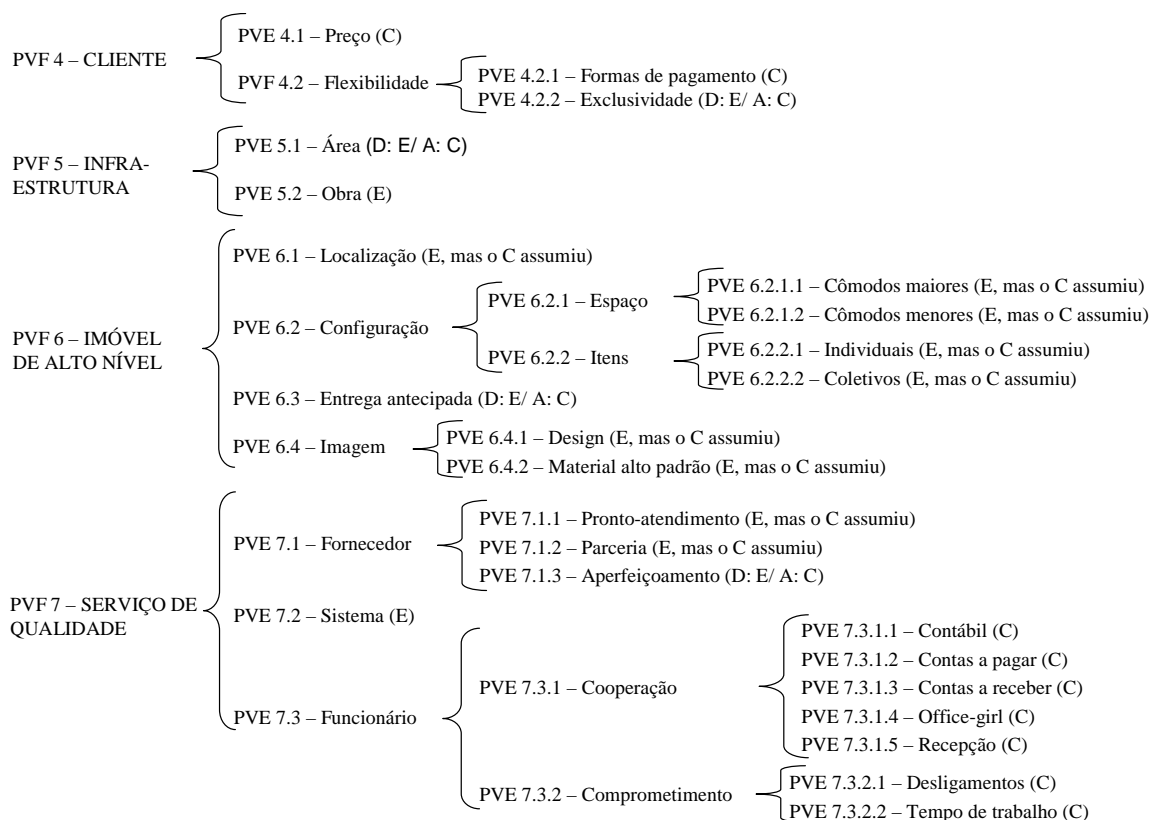 PVF 4 – CLIENTE
PVE 4.1 – Preço (C)
PVF 4.2 – Flexibilidade
PVE 4.2.1 – Formas de pagamento (C)
PVE 4.2.2 – Exclusividade (D: E/ A: C)
PVF 5 – INFRA-
ESTRUTURA
PVE 5.1 – Área (D: E/ A: C)
PVE 5.2 – Obra (E)
PVF 6 – IMÓVEL
DE ALTO NÍVEL
PVE 6.1 – Localização (E, mas o C assumiu)
PVE 6.2 – Configuração
PVE 6.2.1 – Espaço
PVE 6.2.1.1 – Cômodos maiores (E, mas o C assumiu)
PVE 6.2.1.2 – Cômodos menores (E, mas o C assumiu)
PVE 6.2.2 – Itens
PVE 6.2.2.1 – Individuais (E, mas o C assumiu)
PVE 6.2.2.2 – Coletivos (E, mas o C assumiu)
PVE 6.3 – Entrega antecipada (D: E/ A: C)
PVE 6.4 – Imagem
PVE 6.4.1 – Design (E, mas o C assumiu)
PVE 6.4.2 – Material alto padrão (E, mas o C assumiu)
PVF 7 – SERVIÇO DE
QUALIDADE
PVE 7.1 – Fornecedor
PVE 7.1.1 – Pronto-atendimento (E, mas o C assumiu)
PVE 7.1.2 – Parceria (E, mas o C assumiu)
PVE 7.1.3 – Aperfeiçoamento (D: E/ A: C)
PVE 7.2 – Sistema (E)
PVE 7.3 – Funcionário
PVE 7.3.1 – Cooperação
PVE 7.3.1.1 – Contábil (C)
PVE 7.3.1.2 – Contas a pagar (C)
PVE 7.3.1.3 – Contas a receber (C)
PVE 7.3.1.4 – Office-girl (C)
PVE 7.3.1.5 – Recepção (C)
PVE 7.3.2 – Comprometimento
PVE 7.3.2.1 – Desligamentos (C)
PVE 7.3.2.2 – Tempo de trabalho (C)